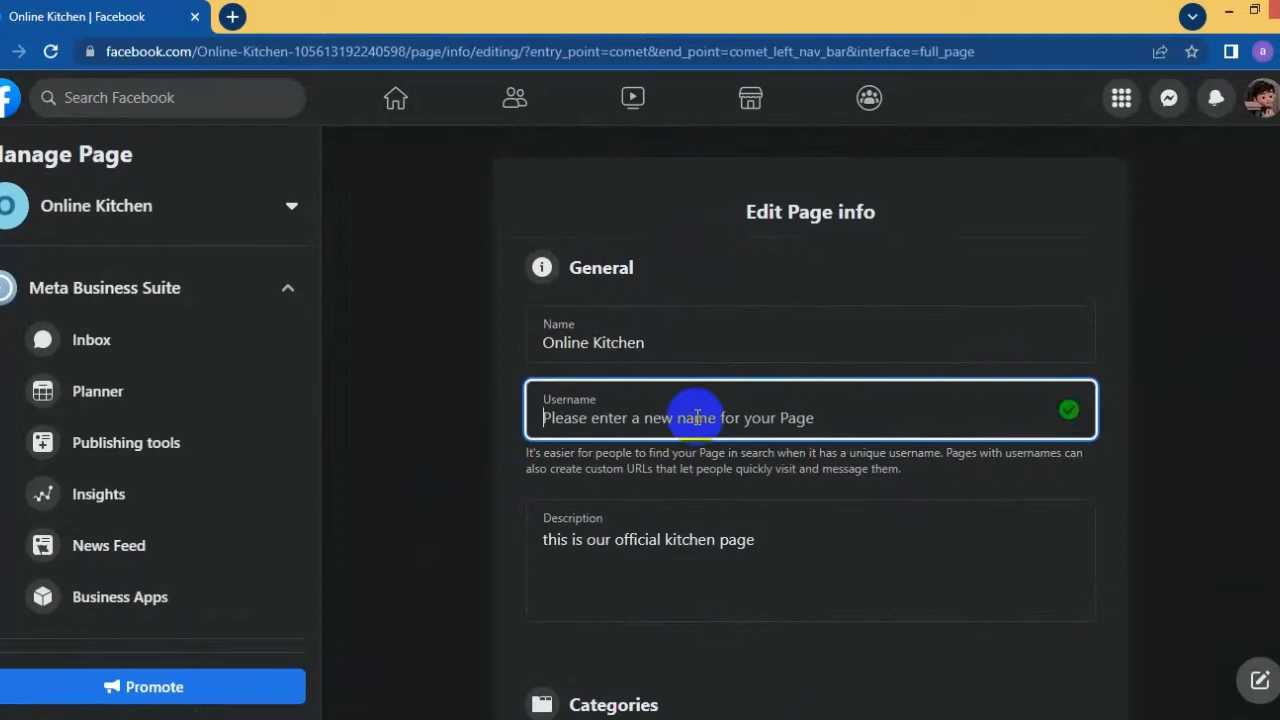 Online Kitchen | Facebook
facebook.com/Online-Kitchen-105613192240598/page/info/editing/?entry_point=comet&end_point=comet_left_nav_bar&interface=full_page
a
Search Facebook
anage Page
O
Online Kitchen
Meta Business Suite
Inbox
Planner
Publishing tools
Insights
News Feed
Business Apps
Promote
Edit Page info
General
Name
Online Kitchen
Username
Please enter a new name for your Page
It's easier for people to find your Page in search when it has a unique username. Pages with usernames can
also create custom URLs that let people quickly visit and message them.
Description
this is our official kitchen page
Categories